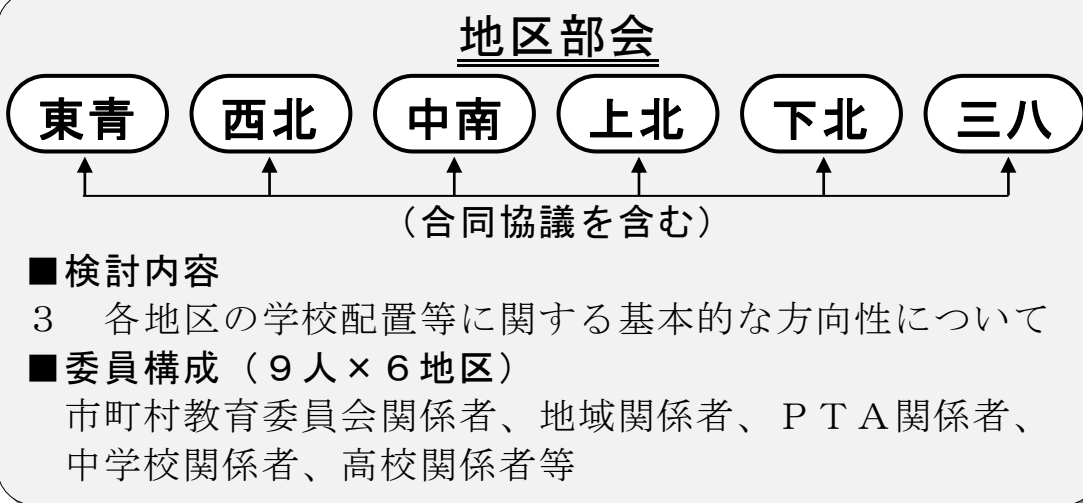 地区部会
東青 西北 中南 上北 下北 三八
（合同協議を含む）
■検討内容
３　各地区の学校配置等に関する基本的な方向性について
■委員構成（９人×６地区）
市町村教育委員会関係者、地域関係者、ＰＴＡ関係者、
中学校関係者、高校関係者等